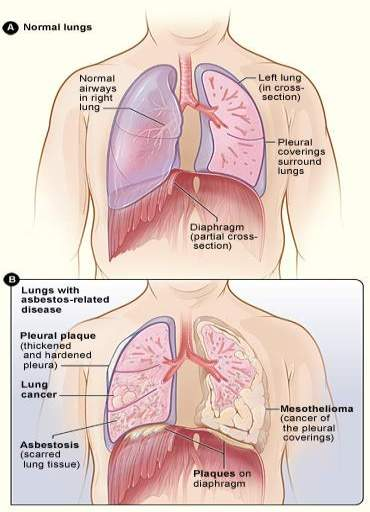 A Normal lungs
Normal
airways
in right
lung
Left lung
(in cross-
section)
Pleural
coverings
surround
lungs
Diaphragm
(partial cross-
section)
B
Lungs with
asbestos-related
disease
Pleural plaque
(thickened
and hardened
pleura)
Lung
cancer
Asbestosis
(scarred
lung tissue)
Mesothelioma
(cancer of
the pleural
coverings)
Plaques on
diaphragm